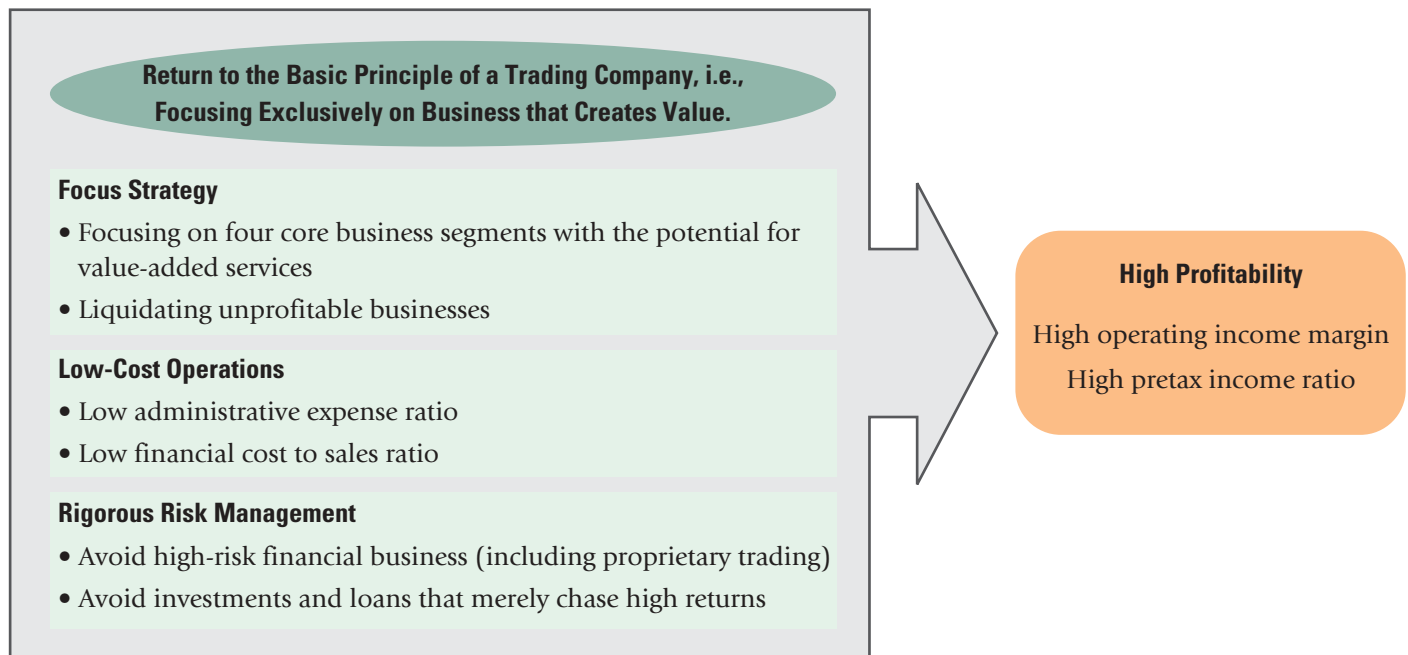 Return to the Basic Principle of a Trading Company, i.e.,
Focusing Exclusively on Business that Creates Value.
Focus Strategy
• Focusing on four core business segments with the potential for
value-added services
• Liquidating unprofitable businesses
Low-Cost Operations
• Low administrative expense ratio
• Low financial cost to sales ratio
Rigorous Risk Management
• Avoid high-risk financial business (including proprietary trading)
• Avoid investments and loans that merely chase high returns
High Profitability
High operating income margin
High pretax income ratio